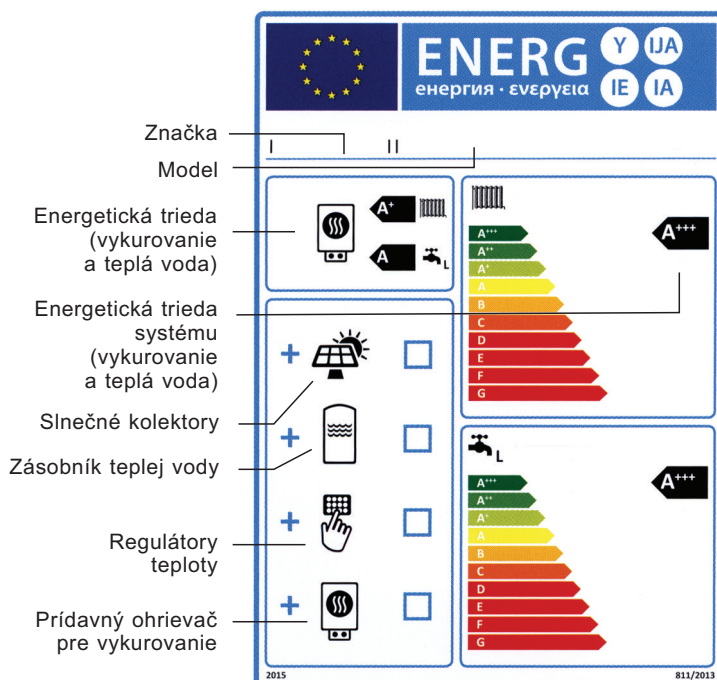 ENERG Y IJA
енергия · ενεργεια IE IA
Značka
I II
Model
Energetická trieda
(vykurovanie
a teplá voda)
A+
A
L
Energetická trieda
systému
(vykurovanie
a teplá voda)
A+++
A++
A+
A
B
C
D
E
F
G
A+++
Slnečné kolektory
+
Zásobník teplej vody
+
Regulátory
teploty
+
Prídavný ohrievač
pre vykurovanie
+
L
A+++
A++
A+
A
B
C
D
E
F
G
A+++
2015
811/2013